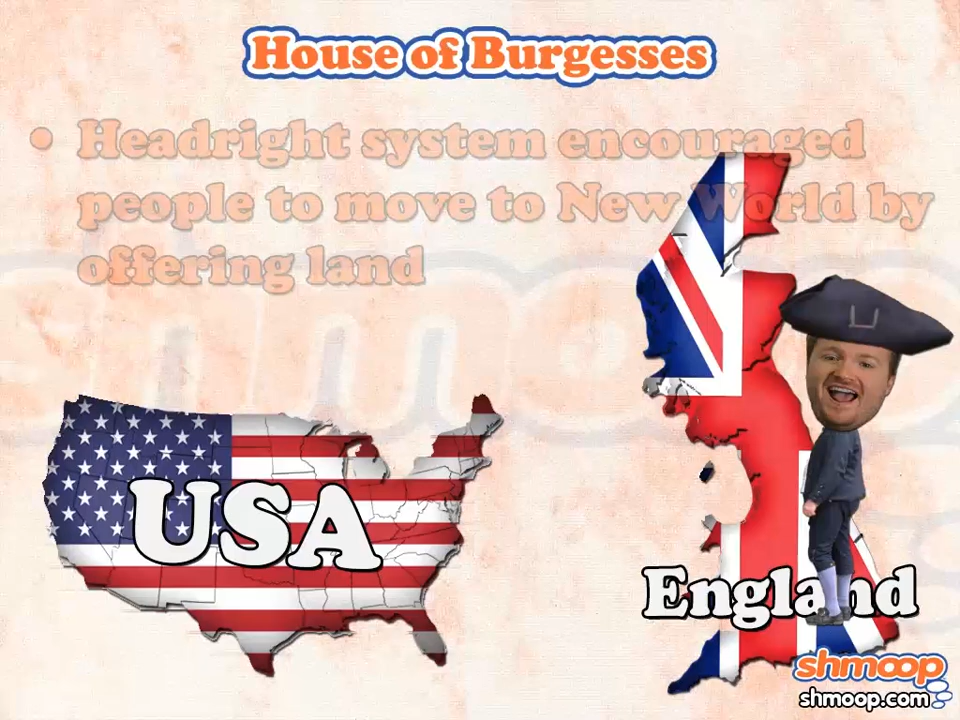 House of Burgesses
• Headright system encouraged
people to move to New World by
offering land
USA
England
shmoop
shmoop.com